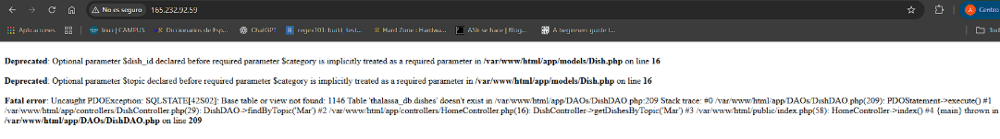 No es seguro 165.232.92.59
A Centro
Aplicaciones Inici | CAMPUS Diccionarios de Esp... ChatGPT R regex101: build, test... Hard Zone : Hardwa... ASIr se hace | Blog... A beginners guide t... Tod
Deprecated: Optional parameter $dish_id declared before required parameter $category is implicitly treated as a required parameter in /var/www/html/app/models/Dish.php on line 16
Deprecated: Optional parameter $topic declared before required parameter $category is implicitly treated as a required parameter in /var/www/html/app/models/Dish.php on line 16
Fatal error: Uncaught PDOException: SQLSTATE[42S02]: Base table or view not found: 1146 Table 'thalassa_db.dishes' doesn't exist in /var/www/html/app/DAOs/DishDAO.php:209 Stack trace: #0 /var/www/html/app/DAOs/DishDAO.php(209): PDOStatement->execute() #1
/var/www/html/app/controllers/DishController.php(29): DishDAO->findByTopic('Mar') #2 /var/www/html/app/controllers/HomeController.php(16): DishController->getDishesByTopic('Mar') #3 /var/www/html/public/index.php(58): HomeController->index() #4 {main} thrown in
/var/www/html/app/DAOs/DishDAO.php on line 209